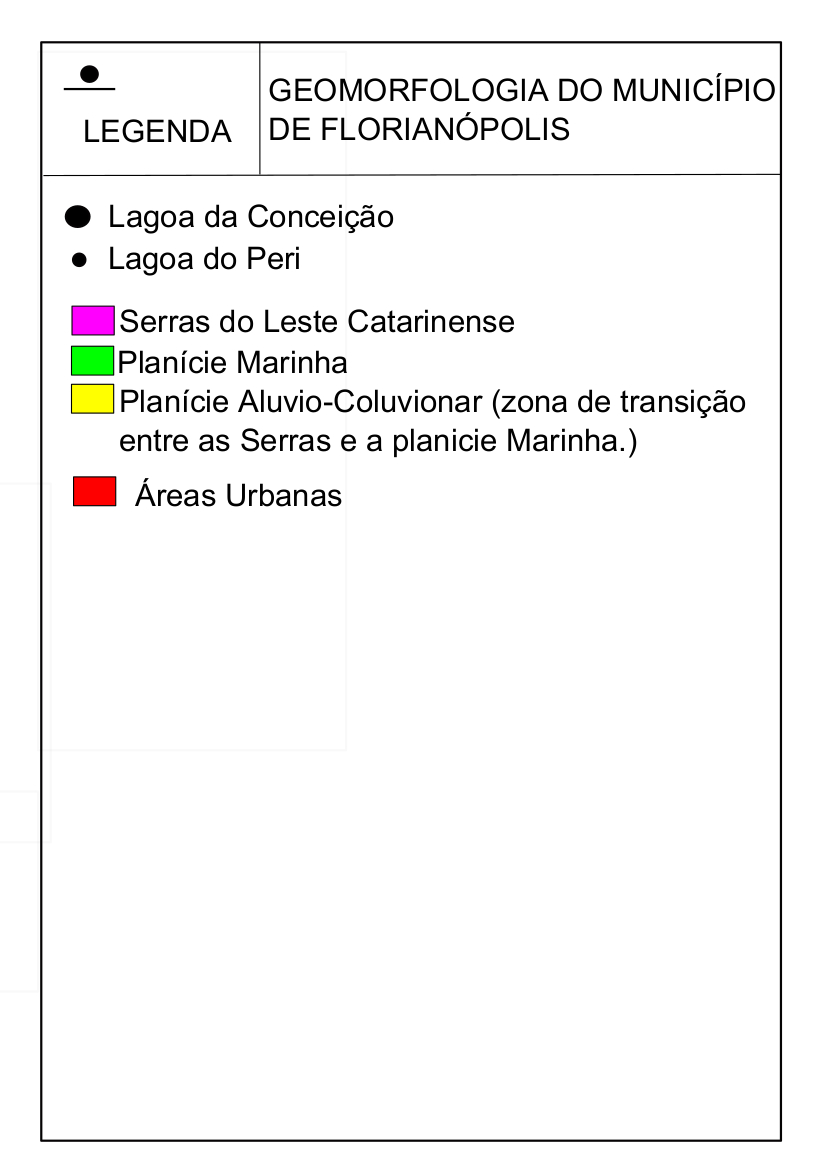 LEGENDA
GEOMORFOLOGIA DO MUNICÍPIO
DE FLORIANÓPOLIS
Lagoa da Conceição
Lagoa do Peri
Serras do Leste Catarinense
Planície Marinha
Planície Aluvio-Coluvionar (zona de transição
entre as Serras e a planicie Marinha.)
Áreas Urbanas